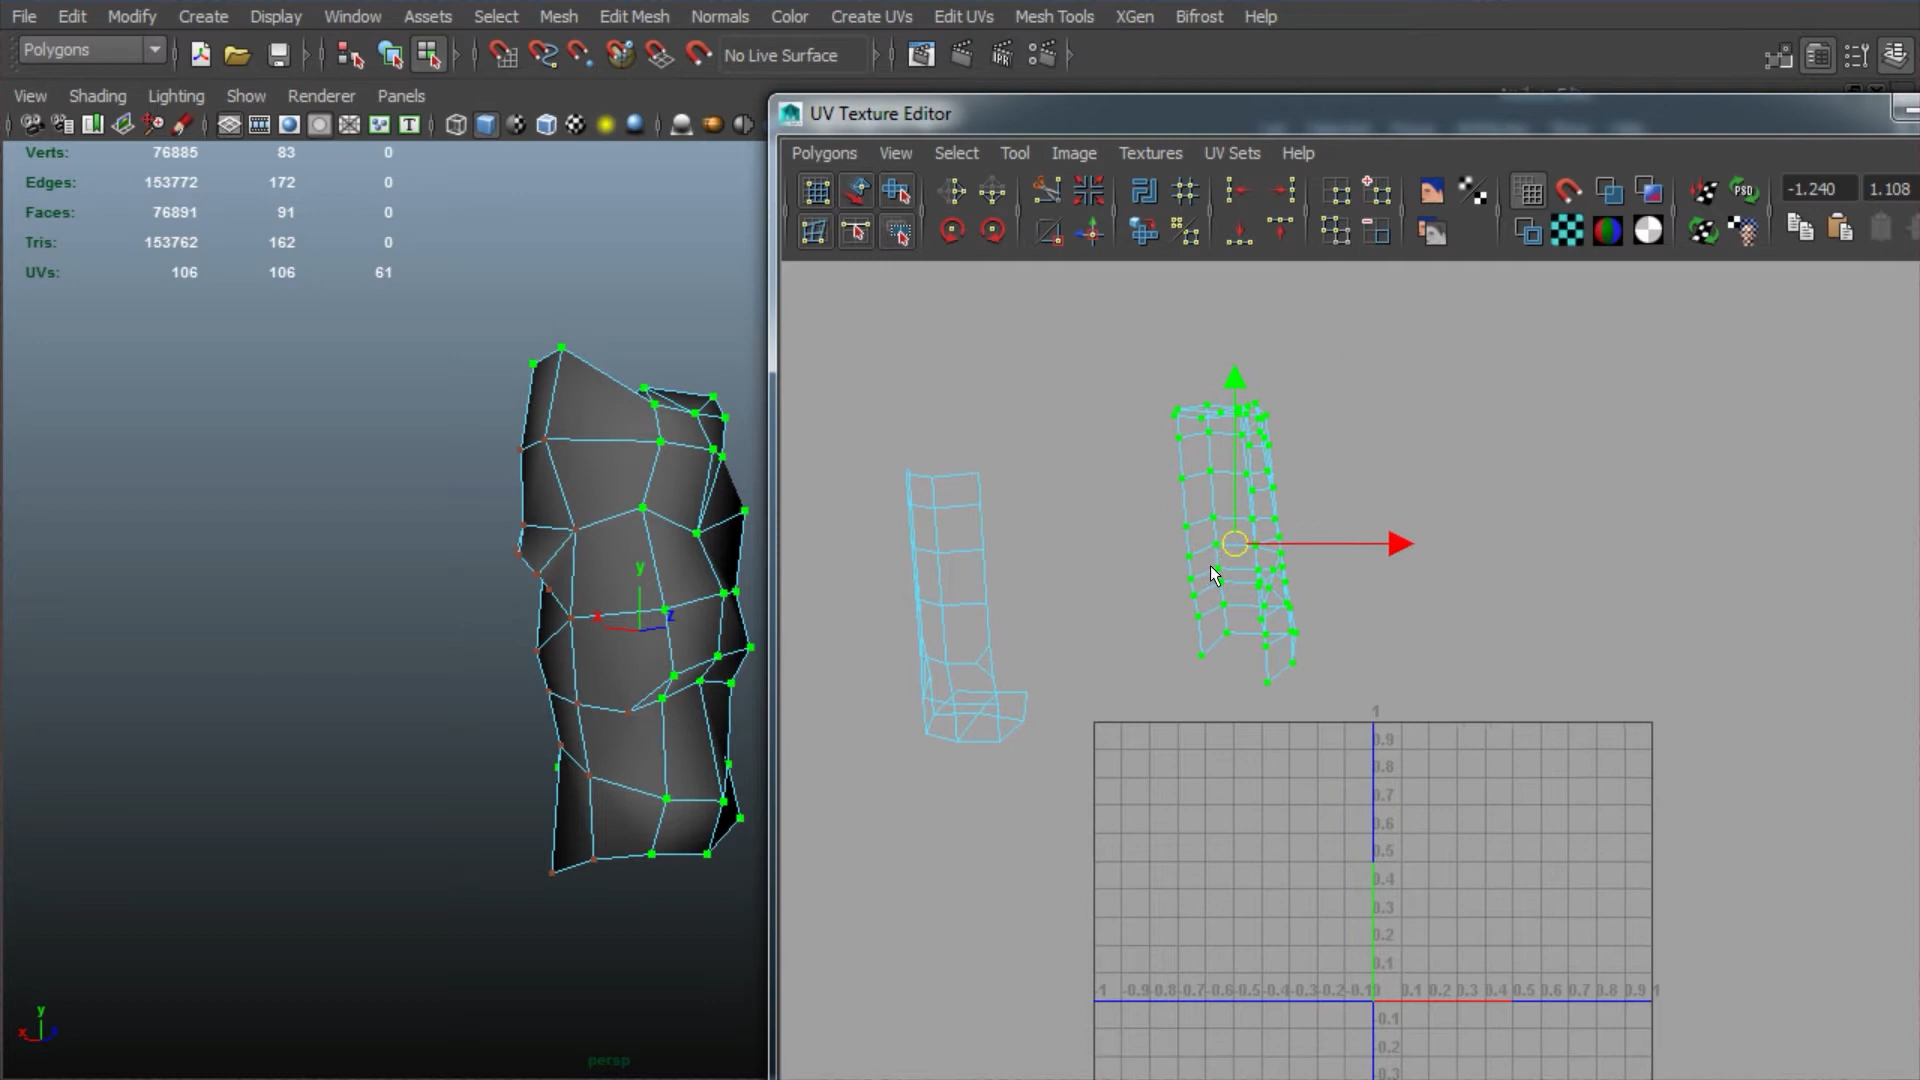 File Edit Modify Create Display Window Assets Select Mesh Edit Mesh Normals Color Create UVs Edit UVs Mesh Tools XGen Bifrost Help
Polygons
No Live Surface
IPR
View Shading Lighting Show Renderer Panels
T
UV Texture Editor
Polygons View Select Tool Image Textures UV Sets Help
PSD
-1.240 1.108
Verts: 76885 83 0
Edges: 153772 172 0
Faces: 76891 91 0
Tris: 153762 162 0
UVs: 106 106 61
y
x
z
1
0.9
0.8
0.7
0.6
0.5
0.4
0.3
0.2
0.1
-1 -0.9 -0.8 -0.7 -0.6 -0.5 -0.4 -0.3 -0.2 -0.1 0 0.1 0.2 0.3 0.4 0.5 0.6 0.7 0.8 0.9 1
-0.1
-0.2
-0.3
y
x
persp